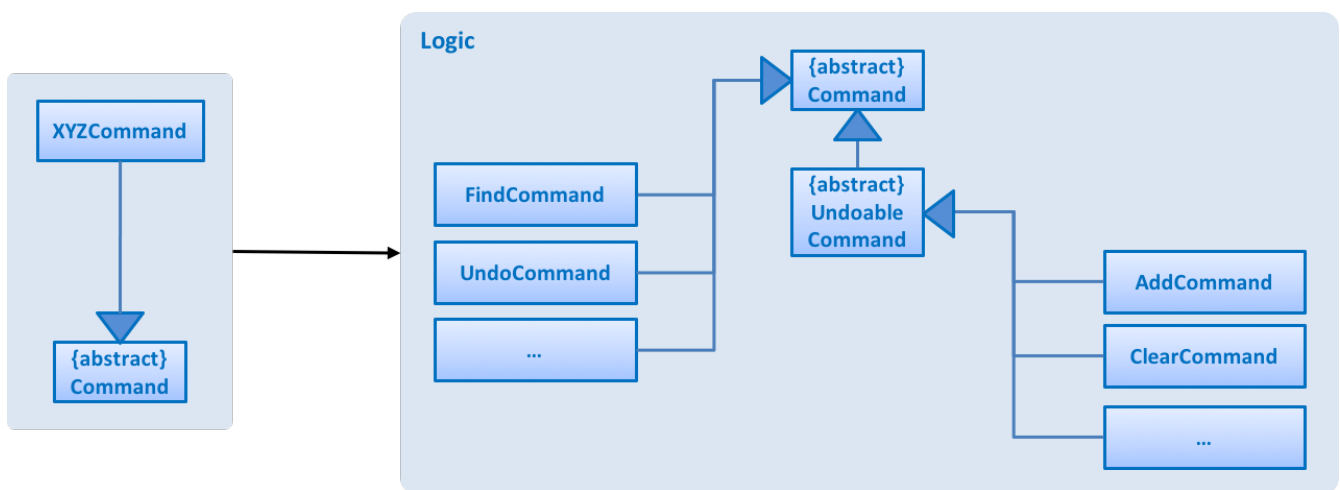 XYZCommand
{abstract}
Command
Logic
{abstract}
Command
FindCommand
UndoCommand
...
{abstract}
Undoable
Command
AddCommand
ClearCommand
...